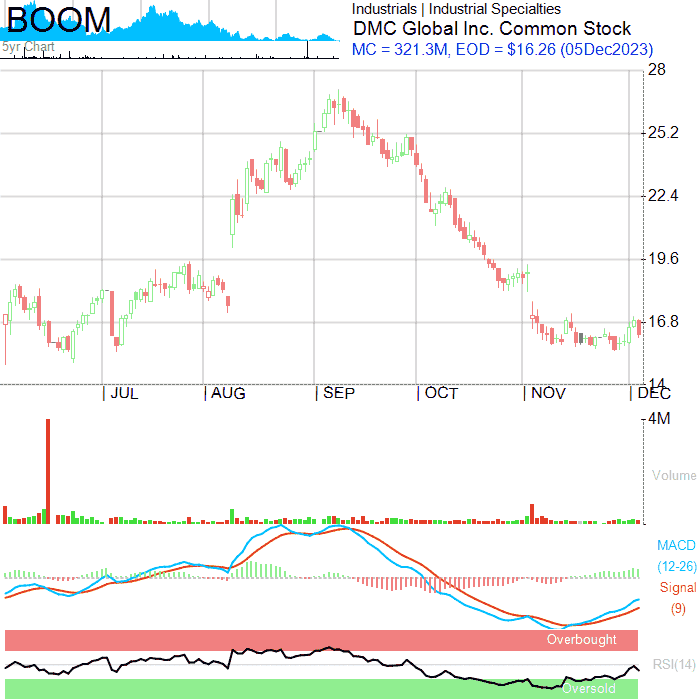 BOOM
5yr Chart
Industrials | Industrial Specialties
DMC Global Inc. Common Stock
MC = 321.3M, EOD = $16.26 (05Dec2023)
28
25.2
22.4
19.6
16.8
14
JUL
AUG
SEP
OCT
NOV
DEC
4M
Volume
MACD
(12-26)
Signal
(9)
Overbought
RSI(14)
Oversold